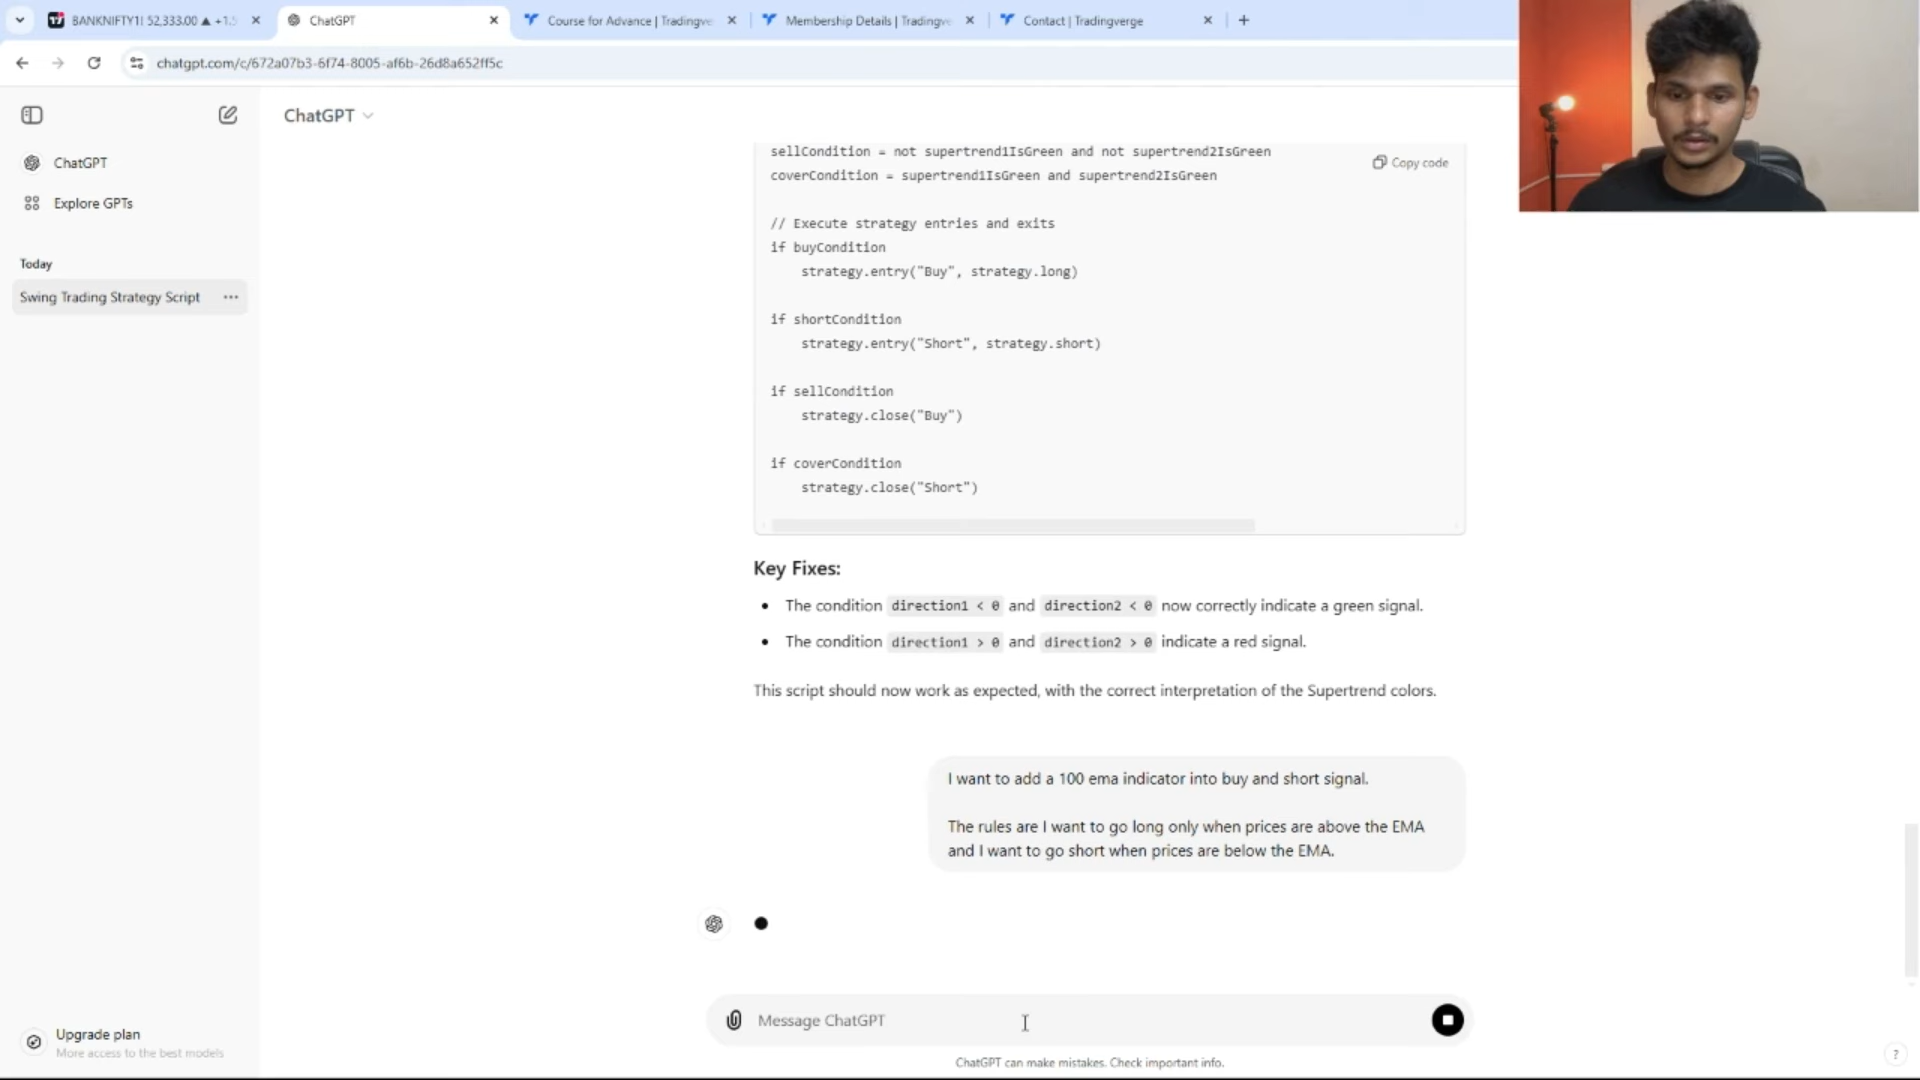 BANKNIFTY1! 52,333.00 ▲ +1.5
ChatGPT
Course for Advance | Tradingve
Membership Details | Tradingve
Contact | Tradingverge
chatgpt.com/c/672a07b3-6f74-8005-af6b-26d8a652ff5c
ChatGPT
ChatGPT
Explore GPTs
Today
Swing Trading Strategy Script
Upgrade plan
More access to the best models
sellCondition = not supertrend1IsGreen and not supertrend2IsGreen
Copy code
coverCondition = supertrend1IsGreen and supertrend2IsGreen
// Execute strategy entries and exits
if buyCondition
strategy.entry("Buy", strategy.long)
if shortCondition
strategy.entry("Short", strategy.short)
if sellCondition
strategy.close("Buy")
if coverCondition
strategy.close("Short")
Key Fixes:
• The condition direction1 < 0 and direction2 < 0 now correctly indicate a green signal.
• The condition direction1 > 0 and direction2 > 0 indicate a red signal.
This script should now work as expected, with the correct interpretation of the Supertrend colors.
I want to add a 100 ema indicator into buy and short signal.
The rules are I want to go long only when prices are above the EMA
and I want to go short when prices are below the EMA.
Message ChatGPT
ChatGPT can make mistakes. Check important info.
?